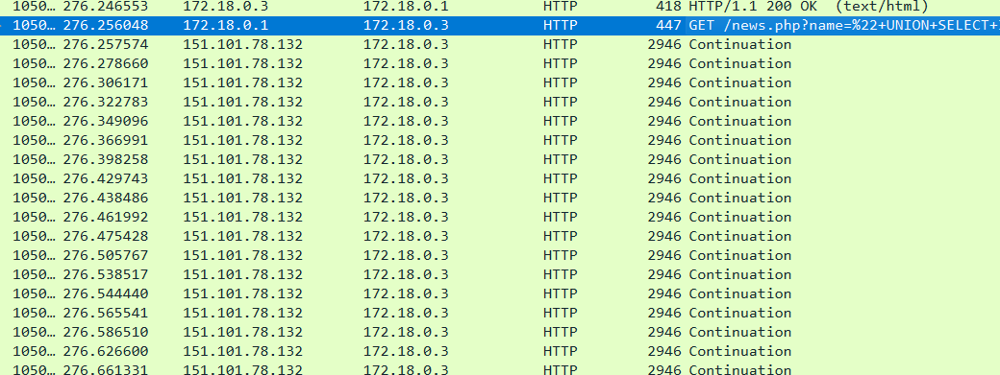 1050… 276.246553 172.18.0.3 172.18.0.1 HTTP 418 HTTP/1.1 200 OK (text/html)
1050… 276.256048 172.18.0.1 172.18.0.3 HTTP 447 GET /news.php?name=%22+UNION+SELECT+
1050… 276.257574 151.101.78.132 172.18.0.3 HTTP 2946 Continuation
1050… 276.278660 151.101.78.132 172.18.0.3 HTTP 2946 Continuation
1050… 276.306171 151.101.78.132 172.18.0.3 HTTP 2946 Continuation
1050… 276.322783 151.101.78.132 172.18.0.3 HTTP 2946 Continuation
1050… 276.349096 151.101.78.132 172.18.0.3 HTTP 2946 Continuation
1050… 276.366991 151.101.78.132 172.18.0.3 HTTP 2946 Continuation
1050… 276.398258 151.101.78.132 172.18.0.3 HTTP 2946 Continuation
1050… 276.429743 151.101.78.132 172.18.0.3 HTTP 2946 Continuation
1050… 276.438486 151.101.78.132 172.18.0.3 HTTP 2946 Continuation
1050… 276.461992 151.101.78.132 172.18.0.3 HTTP 2946 Continuation
1050… 276.475428 151.101.78.132 172.18.0.3 HTTP 2946 Continuation
1050… 276.505767 151.101.78.132 172.18.0.3 HTTP 2946 Continuation
1050… 276.538517 151.101.78.132 172.18.0.3 HTTP 2946 Continuation
1050… 276.544440 151.101.78.132 172.18.0.3 HTTP 2946 Continuation
1050… 276.565541 151.101.78.132 172.18.0.3 HTTP 2946 Continuation
1050… 276.586510 151.101.78.132 172.18.0.3 HTTP 2946 Continuation
1050… 276.626600 151.101.78.132 172.18.0.3 HTTP 2946 Continuation
1050… 276.661331 151.101.78.132 172.18.0.3 HTTP 2946 Continuation